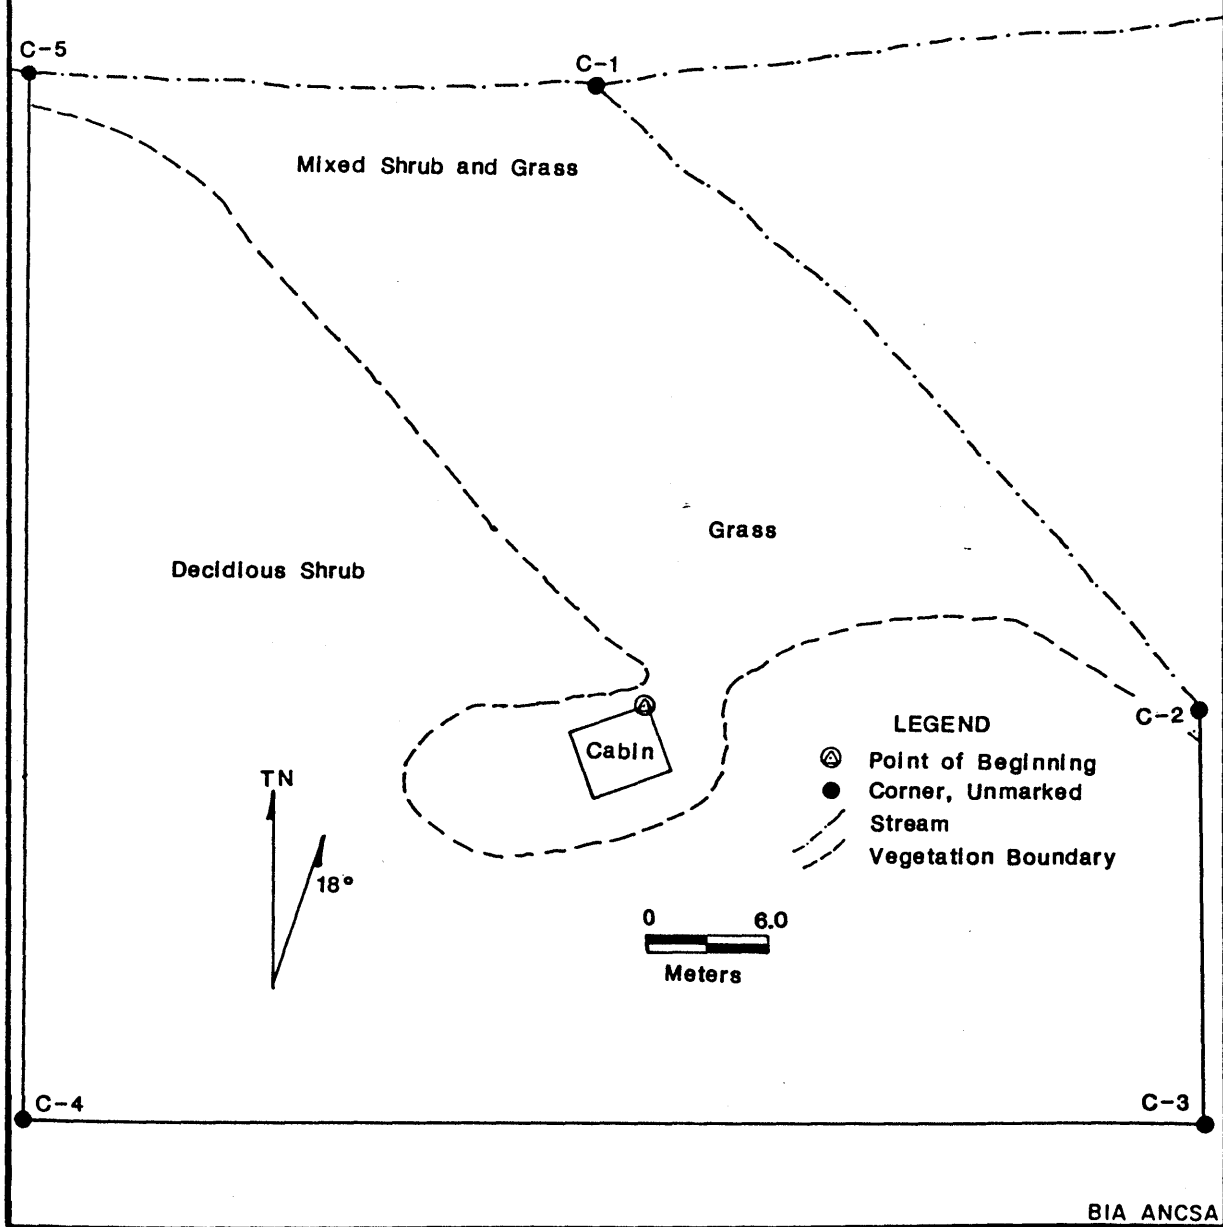 C-5
C-1
Mixed Shrub and Grass
Grass
Decidious Shrub
C-2
LEGEND
Point of Beginning
Corner, Unmarked
Stream
Vegetation Boundary
Cabin
TN
18°
0 6.0
Meters
C-4
C-3
BIA ANCSA